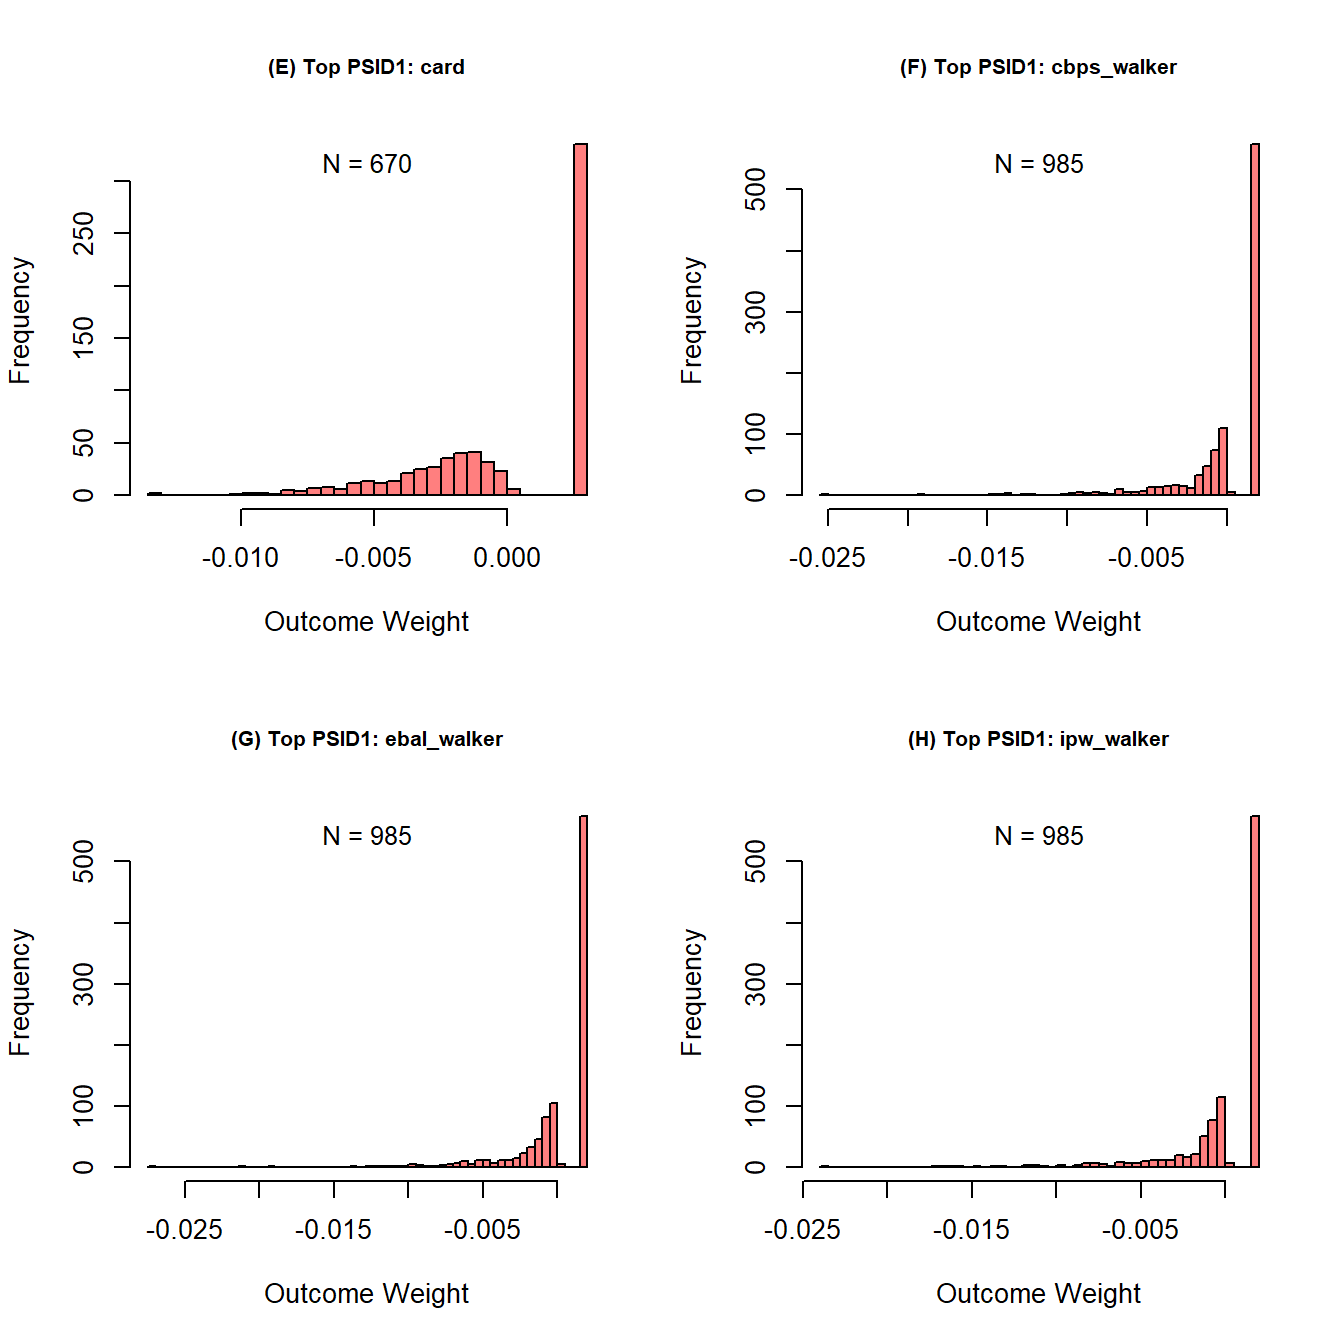 (E) Top PSID1: card
N = 670
Frequency
0
50
150
250
-0.010
-0.005
0.000
Outcome Weight
(F) Top PSID1: cbps_walker
N = 985
Frequency
0
100
300
500
-0.025
-0.015
-0.005
Outcome Weight
(G) Top PSID1: ebal_walker
N = 985
Frequency
0
100
300
500
-0.025
-0.015
-0.005
Outcome Weight
(H) Top PSID1: ipw_walker
N = 985
Frequency
0
100
300
500
-0.025
-0.015
-0.005
Outcome Weight